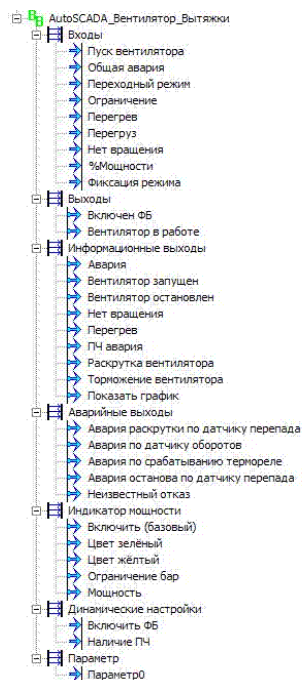 AutoSCADA_Вентилятор_Вытяжки
Входы
Пуск вентилятора
Общая авария
Переходный режим
Ограничение
Перегрев
Перегруз
Нет вращения
%Мощности
Фиксация режима
Выходы
Включен ФБ
Вентилятор в работе
Информационные выходы
Авария
Вентилятор запущен
Вентилятор остановлен
Нет вращения
Перегрев
ПЧ авария
Раскрутка вентилятора
Торможение вентилятора
Показать график
Аварийные выходы
Авария раскрутки по датчику перепада
Авария по датчику оборотов
Авария по срабатыванию термореле
Авария останова по датчику перепада
Неизвестный отказ
Индикатор мощности
Включить (базовый)
Цвет зелёный
Цвет жёлтый
Ограничение бар
Мощность
Динамические настройки
Включить ФБ
Наличие ПЧ
Параметр
Параметр0